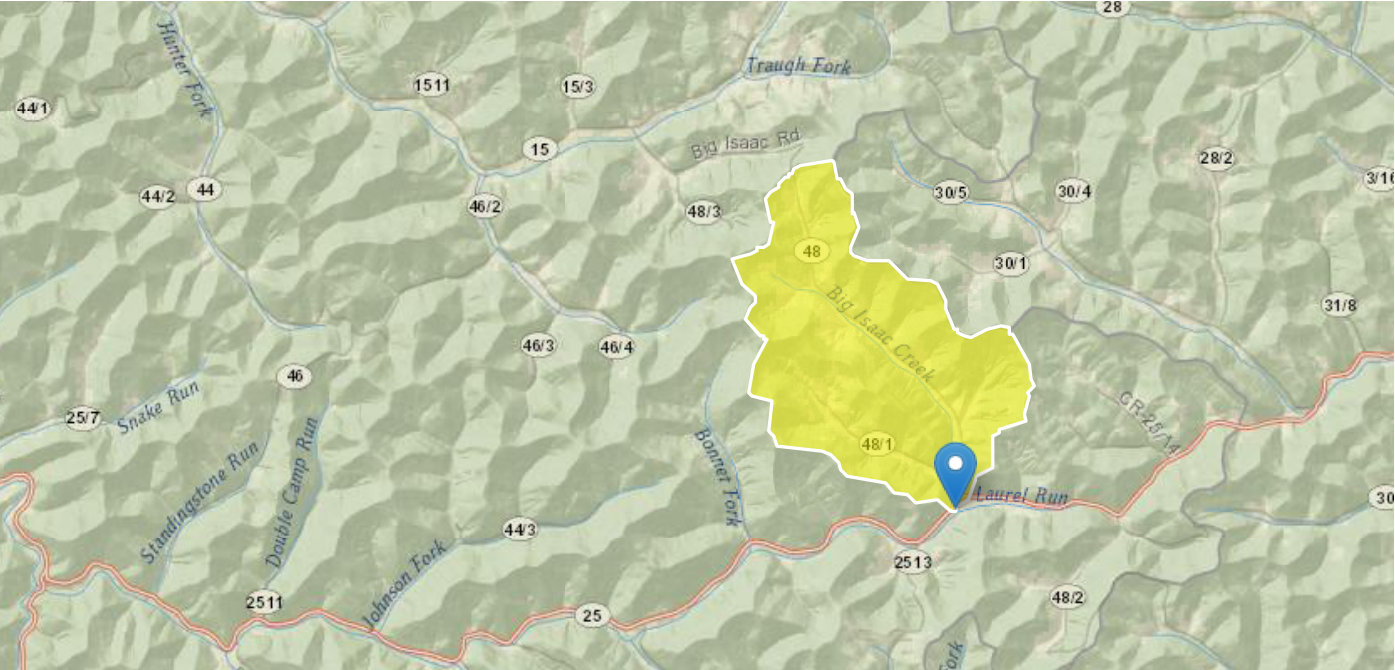 28
Hunter Fork
Traugh Fork
1511
15/3
44/1
Big Isaac Rd
15
28/2
3/16
44/2
44
46/2
48/3
30/5
30/4
48
30/1
Big Isaac Creek
31/8
46/3
46/4
46
Snake Run
25/7
CR-25/14
Standingstone Run
Double Camp Run
Bonnet Fork
48/1
Laurel Run
30
44/3
Johnson Fork
2513
48/2
2511
25
ork